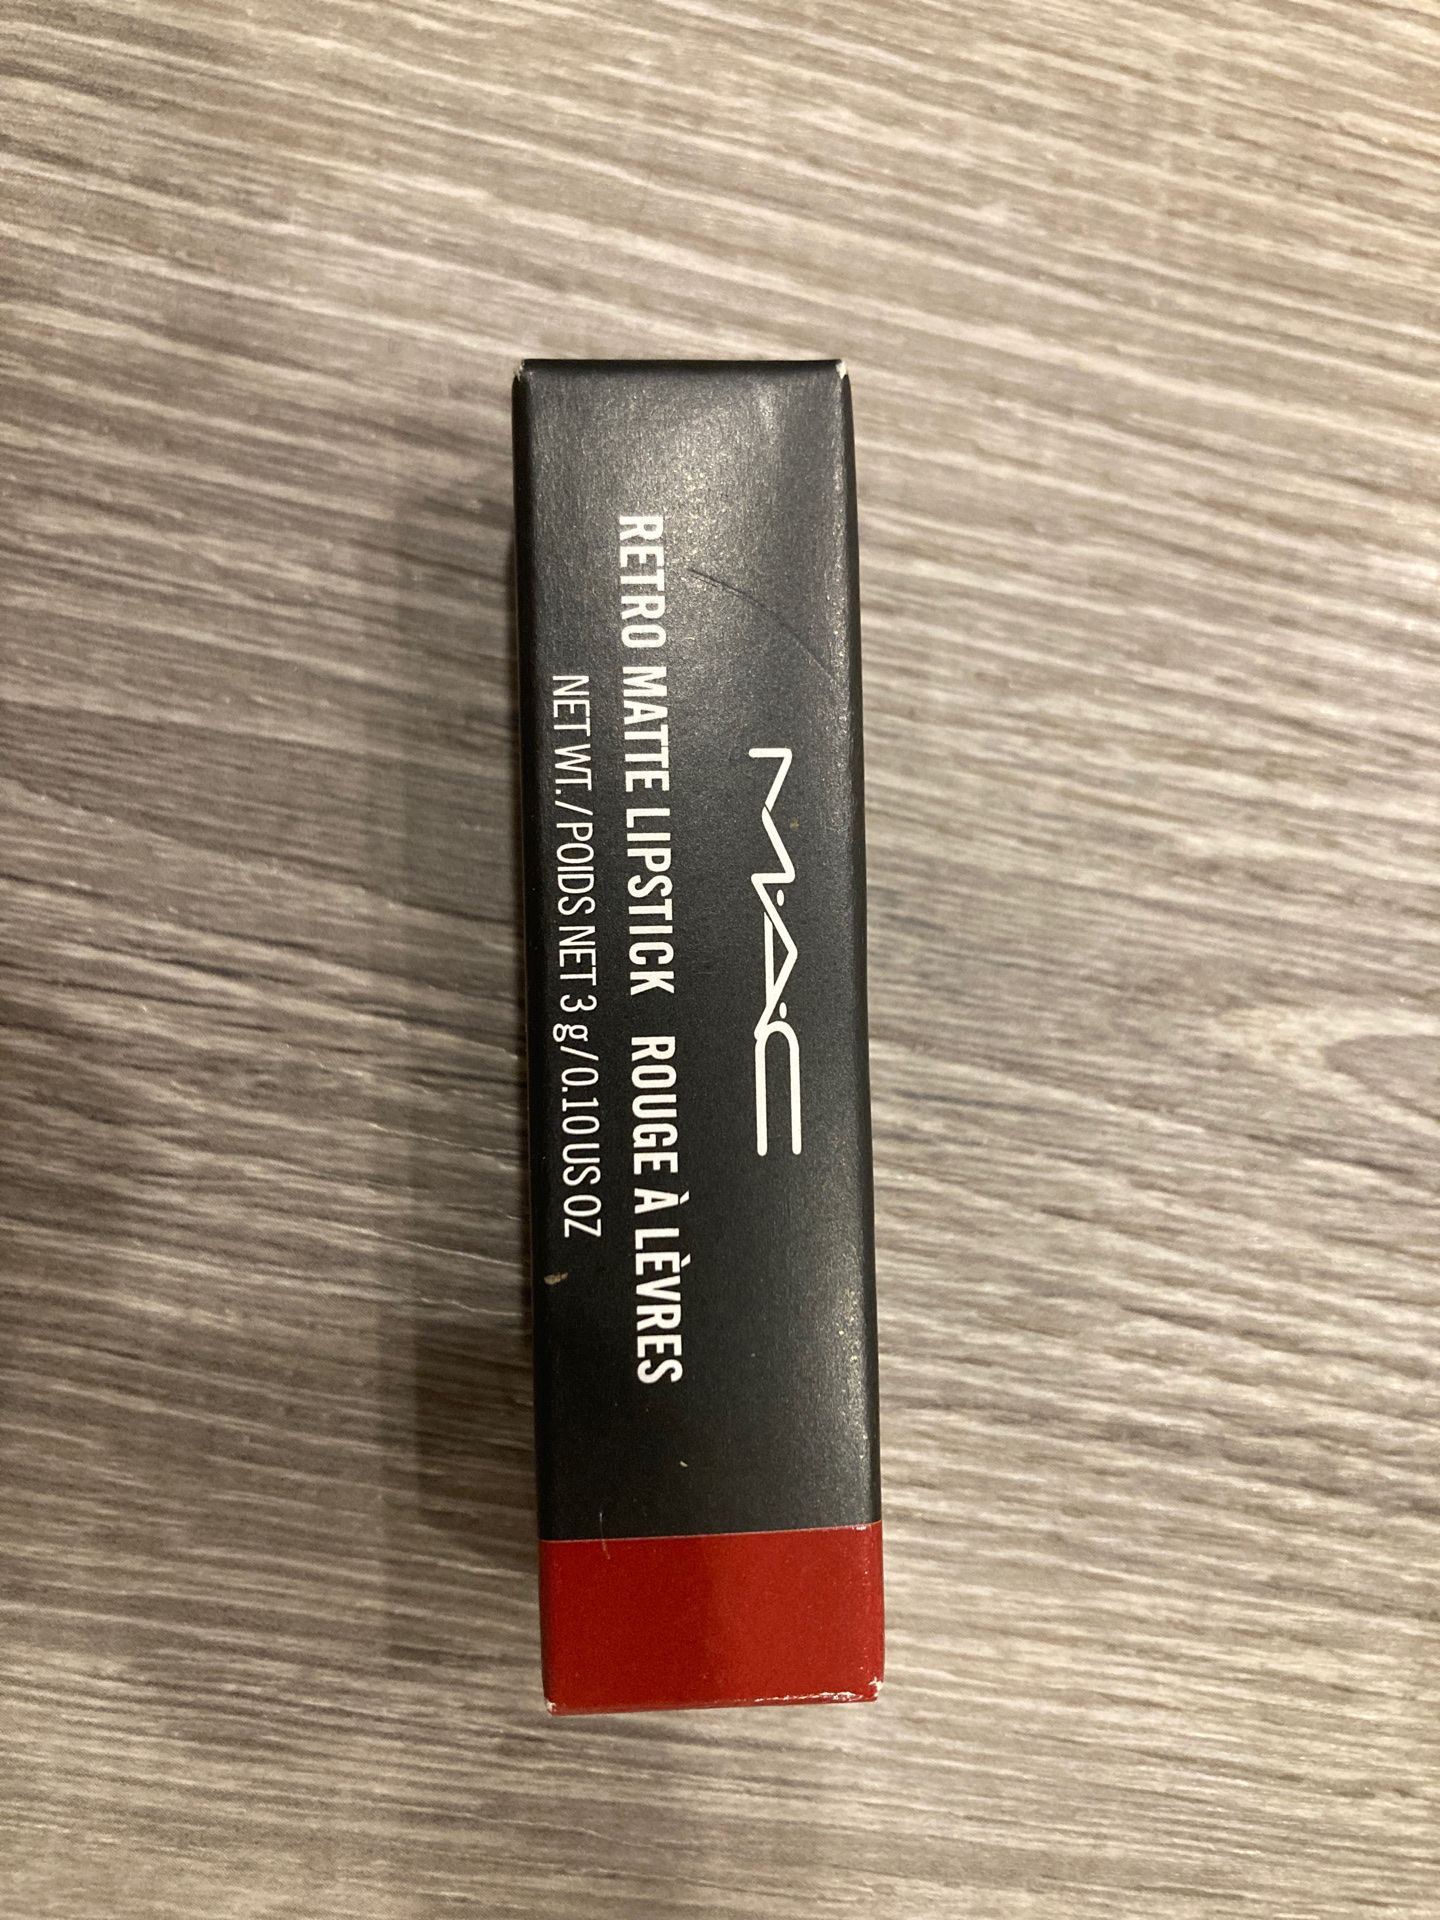 MAC
RETRO MATTE LIPSTICK ROUGE À LÈVRES
NET WT./POIDS NET 3 g/0.10 US OZ